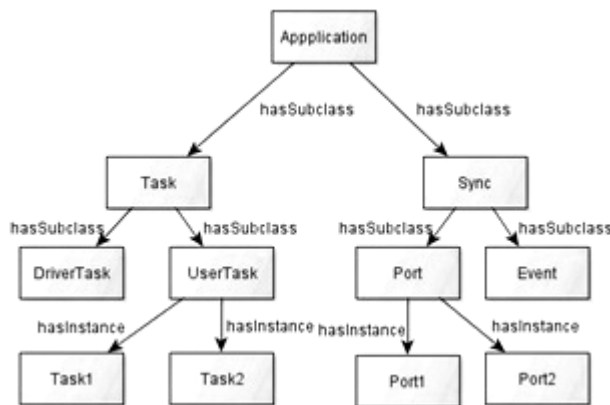 Appplication
hasSubclass
hasSubclass
Task
Sync
hasSubclass
hasSubclass
hasSubclass
hasSubclass
DriverTask
UserTask
Port
Event
hasInstance
hasInstance
hasInstance
hasInstance
Task1
Task2
Port1
Port2